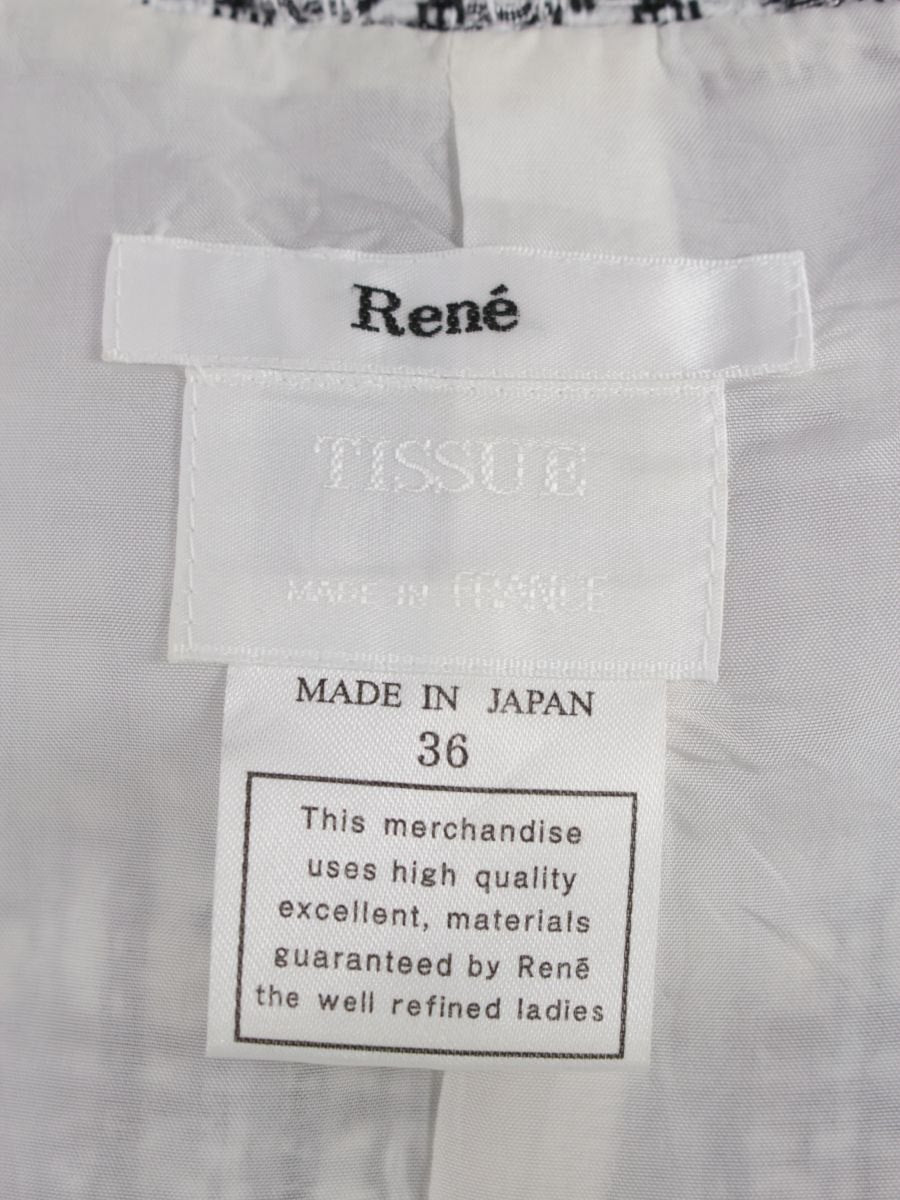 René
TISSUE
MADE IN FRANCE
MADE IN JAPAN
36
This merchandise
uses high quality
excellent, materials
guaranteed by Renē
the well refined ladies